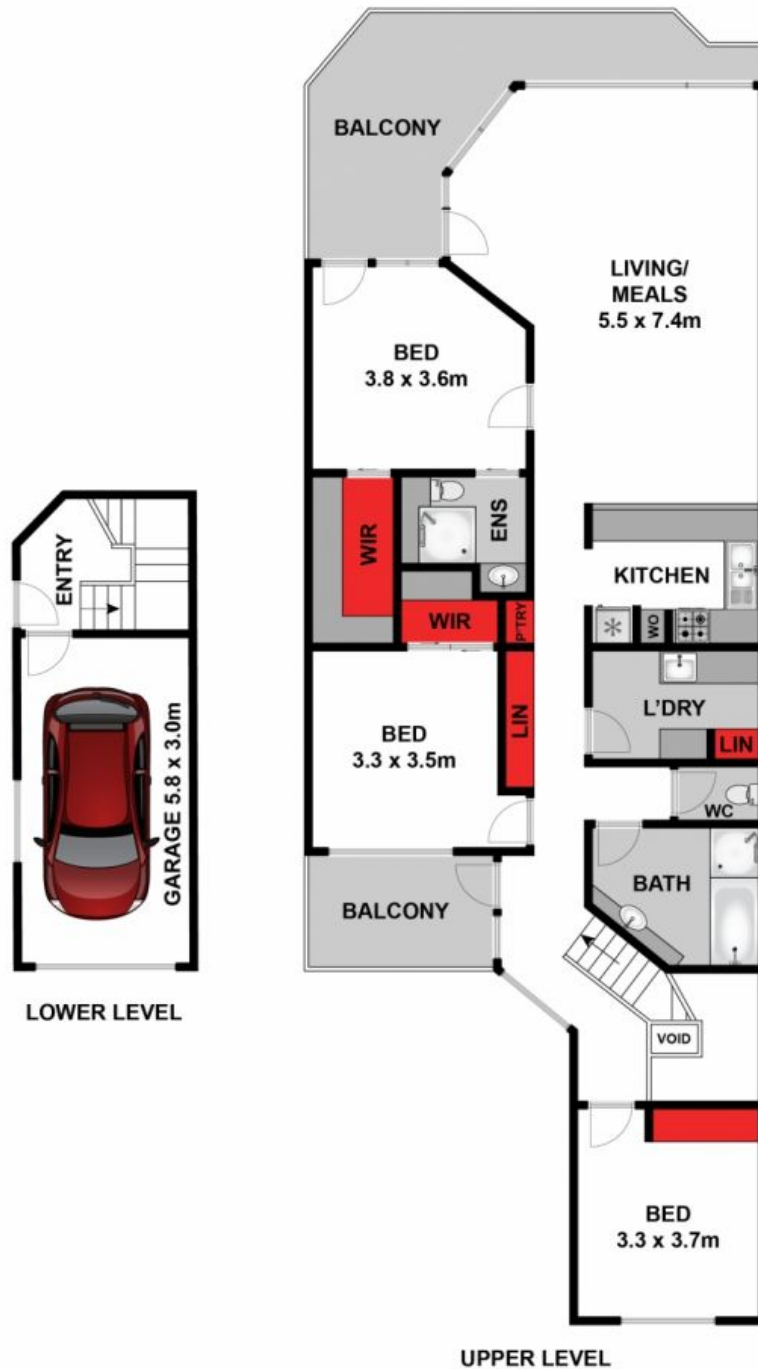 BALCONY
LIVING/
MEALS
5.5 x 7.4m
BED
3.8 x 3.6m
ENTRY
GARAGE 5.8 x 3.0m
LOWER LEVEL
WIR
ENS
WIR
P'TRY
KITCHEN
WO
LIN
L'DRY
LIN
BED
3.3 x 3.5m
WC
BATH
BALCONY
VOID
BED
3.3 x 3.7m
UPPER LEVEL